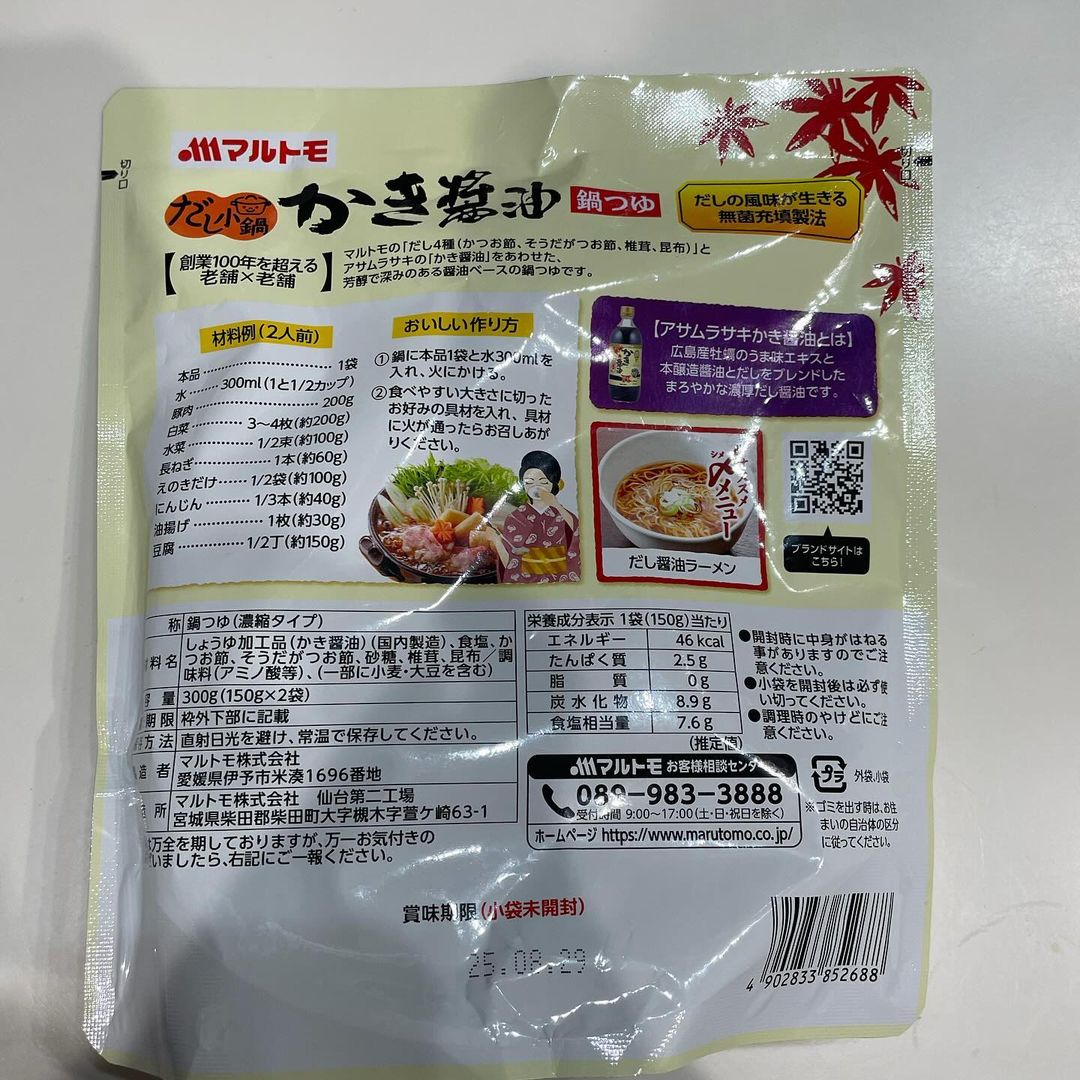 切り口
切り口
マルトモ
だし小鍋
かき醤油 鍋つゆ
だしの風味が生きる
無菌充填製法
【創業100年を超える
老舗×老舗】
マルトモの「だし4種(かつお節、そうだがつお節、椎茸、昆布)」と
アサムラサキの「かき醤油」をあわせた、
芳醇で深みのある醤油ベースの鍋つゆです。
材料例(2人前)
本品……………………1袋
水……300ml(1と1/2カップ)
豚肉……………………200g
白菜………3〜4枚(約200g)
水菜………1/2束(約100g)
長ねぎ…………1本(約60g)
えのきだけ……1/2袋(約100g)
にんじん………1/3本(約40g)
油揚げ…………1枚(約30g)
豆腐…………1/2丁(約150g)
おいしい作り方
①鍋に本品1袋と水300mlを
入れ、火にかける。
②食べやすい大きさに切った
お好みの具材を入れ、具材
に火が通ったらお召しあが
りください。
【アサムラサキかき醤油とは】
広島産牡蠣のうま味エキスと
本醸造醤油とだしをブレンドした
まろやかな濃厚だし醤油です。
かき醤油
〆メニュー
シメ
だし醤油ラーメン
ブランドサイトは
こちら!
称 鍋つゆ(濃縮タイプ)
材料名 しょうゆ加工品(かき醤油)(国内製造)、食塩、か
つお節、そうだがつお節、砂糖、椎茸、昆布/調
味料(アミノ酸等)、(一部に小麦・大豆を含む)
容量 300g(150g×2袋)
期限 枠外下部に記載
方法 直射日光を避け、常温で保存してください。
造者 マルトモ株式会社
愛媛県伊予市米湊1696番地
所 マルトモ株式会社 仙台第二工場
宮城県柴田郡柴田町大字槻木字萱ケ崎63-1
は万全を期しておりますが、万一お気付きの
いましたら、右記にご一報ください。
栄養成分表示 1袋(150g)当たり
エネルギー 46kcal
たんぱく質 2.5g
脂質 0g
炭水化物 8.9g
食塩相当量 7.6g
(推定値)
●開封時に中身がはねる
事がありますのでご注
意ください。
●小袋を開封後は必ず使
い切ってください。
●調理時のやけどにご注
意ください。
マルトモ お客様相談センター
089-983-3888
受付時間 9:00〜17:00(土・日・祝日を除く)
ホームページ https://www.marutomo.co.jp/
プラ 外袋、小袋
※ゴミを出す時は、お住
まいの自治体の区分
に従ってください。
賞味期限(小袋未開封)
25.08.29
4 902833 852688